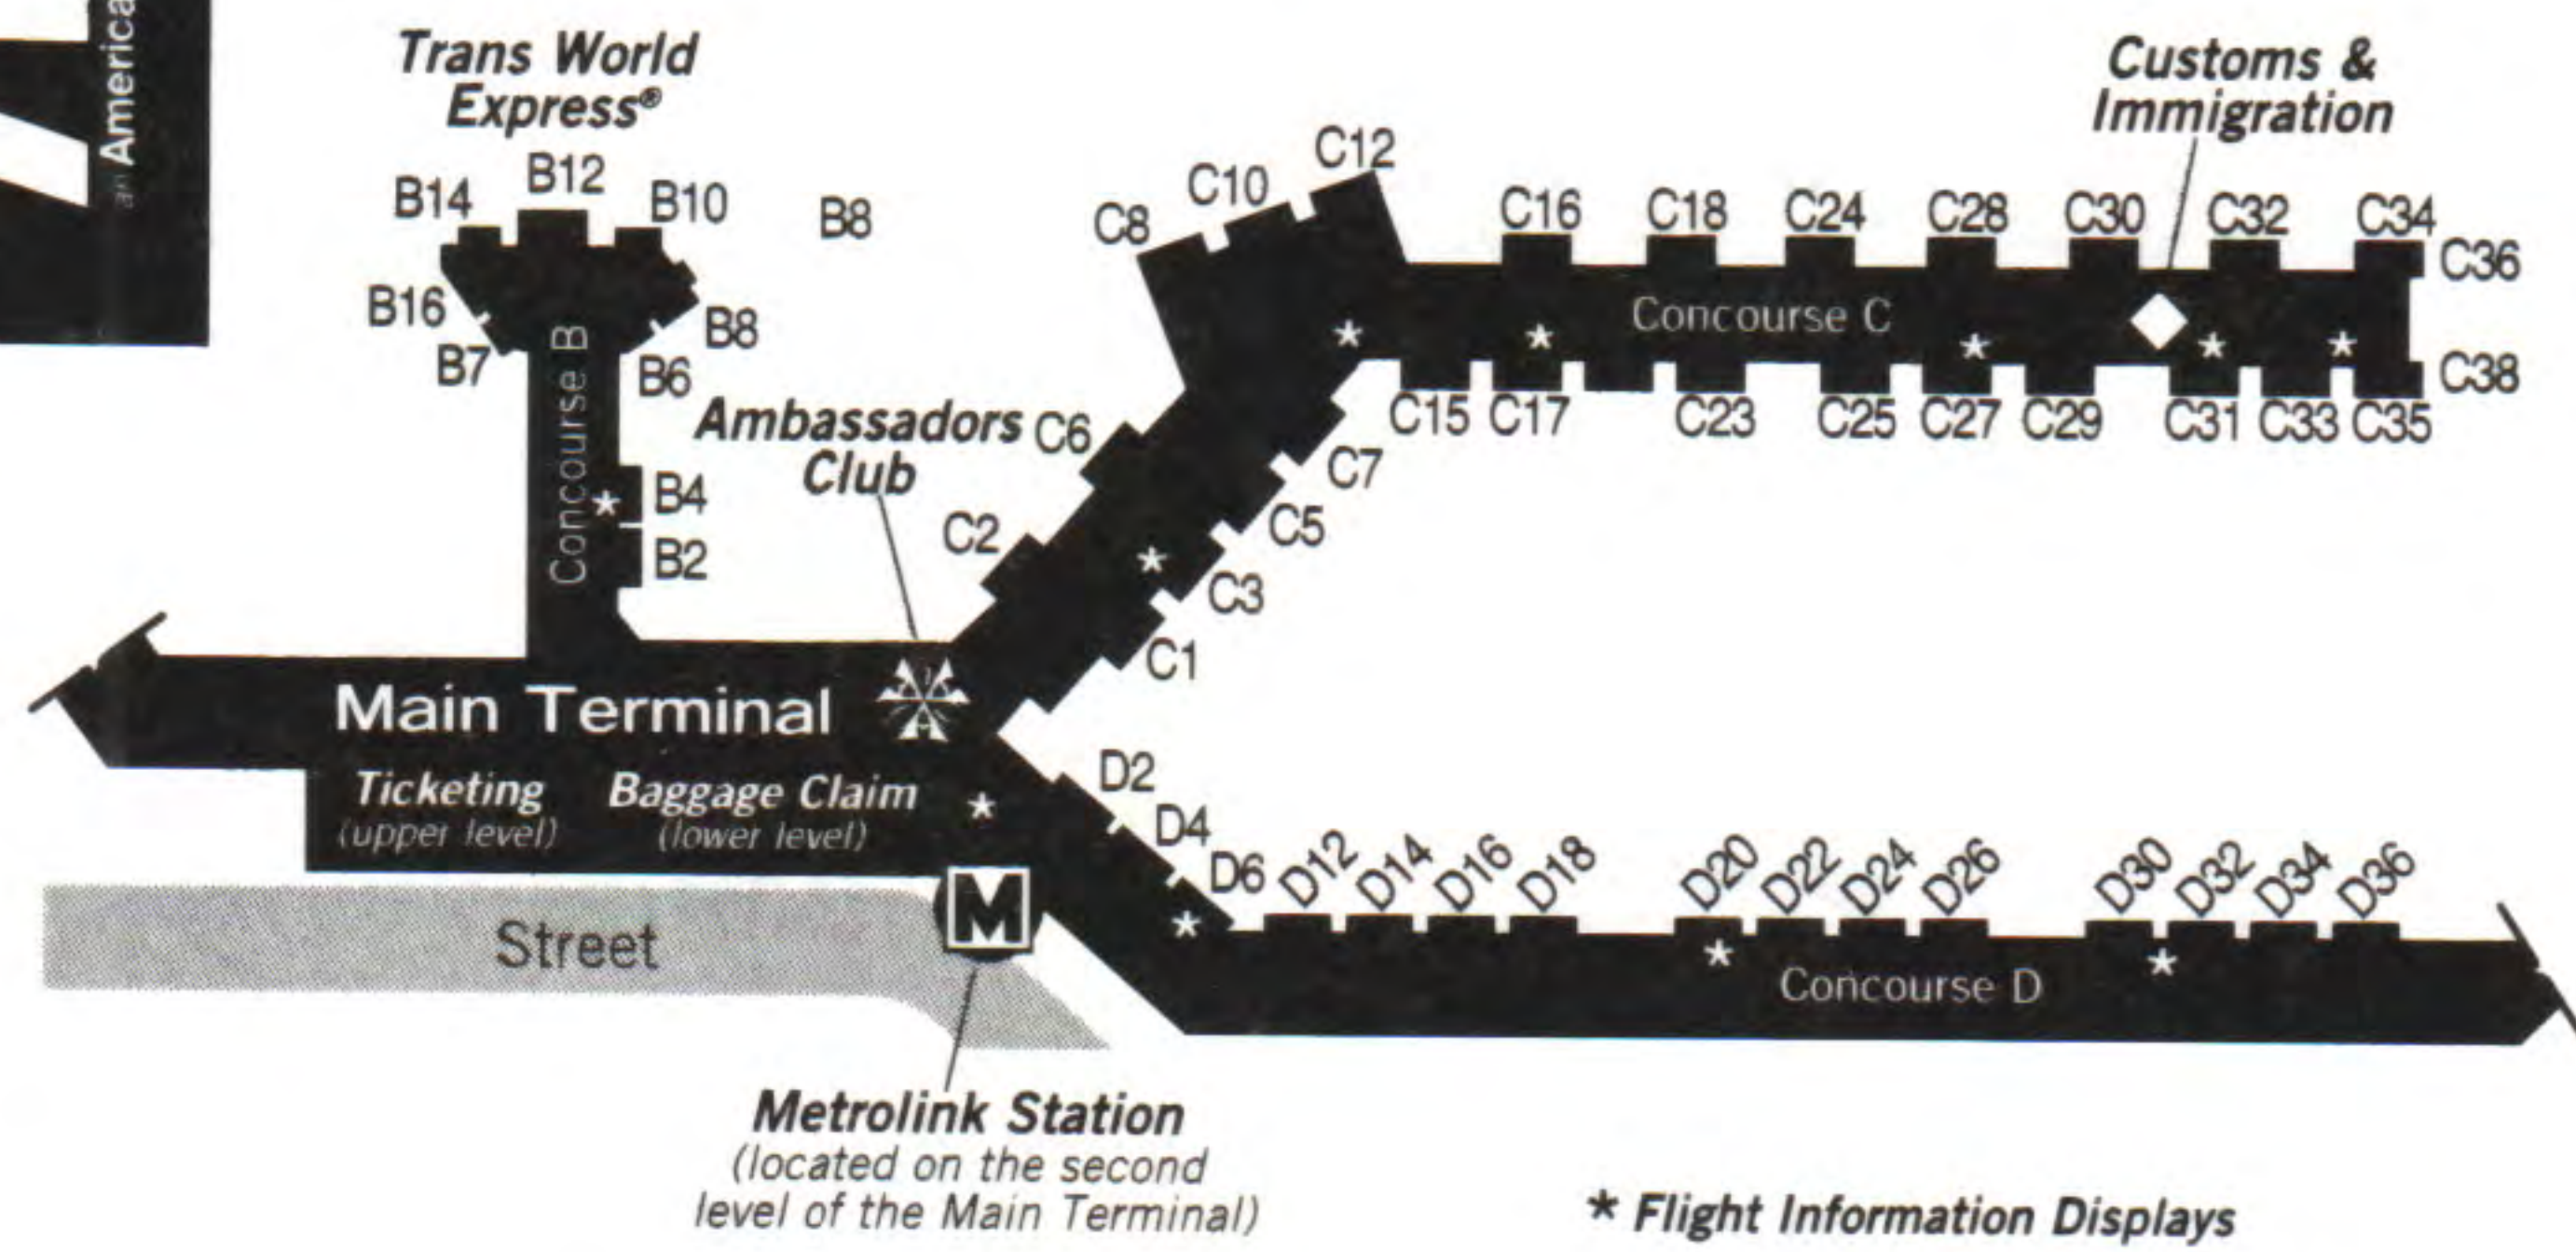 America
Trans World
Express®
Customs &
Immigration
B14
B12
B10
B8
B16
B7
B8
B6
Concourse B
B4
B2
Ambassadors
Club
C8
C10
C12
C16
C18
C24
C28
C30
C32
C34
C36
Concourse C
C38
C15
C17
C23
C25
C27
C29
C31
C33
C35
C6
C7
C2
C5
C3
C1
Main Terminal
Ticketing
(upper level)
Baggage Claim
(lower level)
D2
D4
D6
D12
D14
D16
D18
D20
D22
D24
D26
D30
D32
D34
D36
Concourse D
Street
M
Metrolink Station
(located on the second
level of the Main Terminal)
* Flight Information Displays